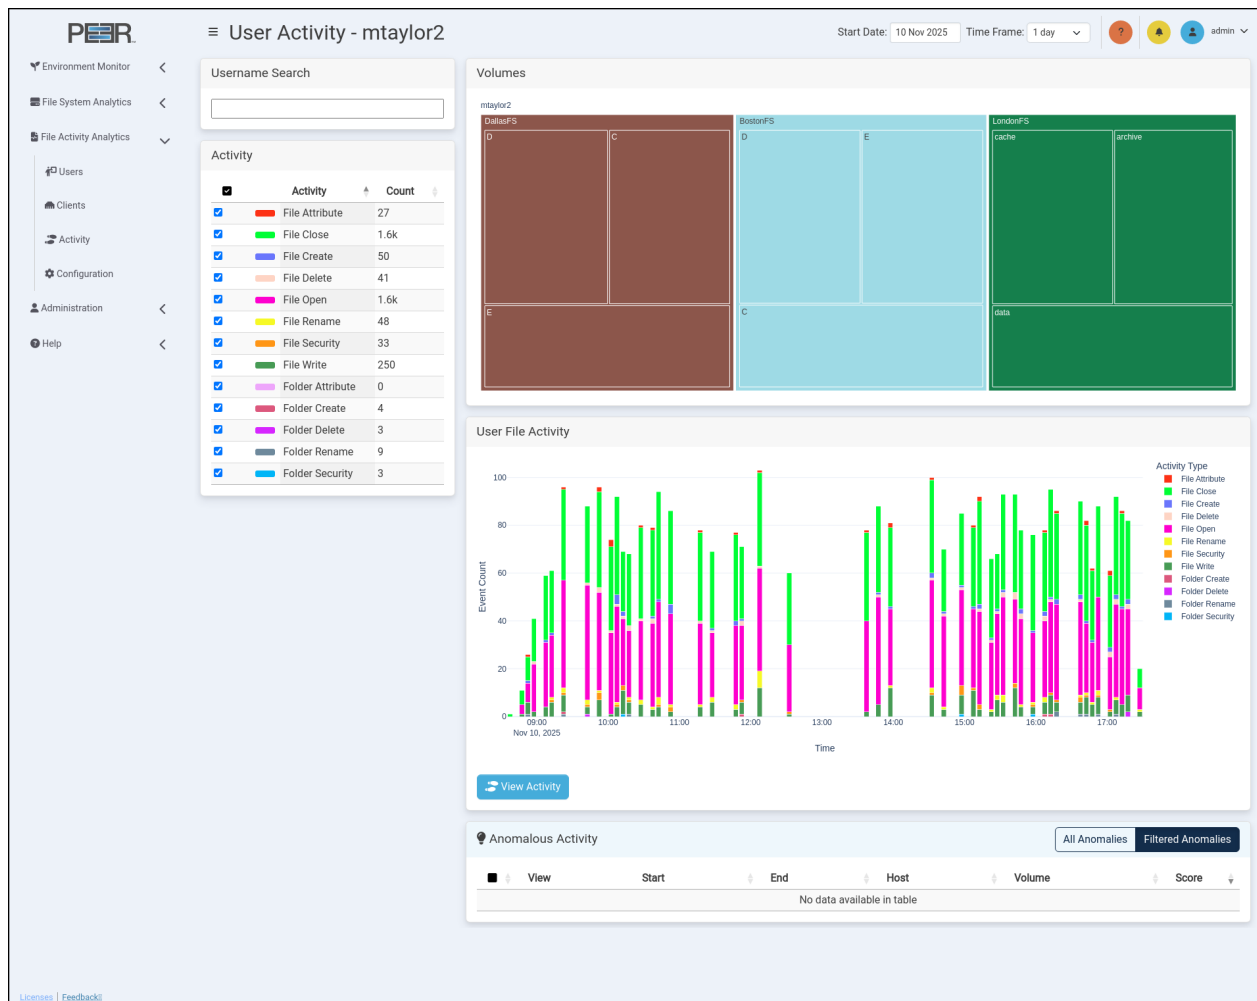 PEER
User Activity - mtaylor2
Start Date: 10 Nov 2025 Time Frame: 1 day
?
admin
Environment Monitor
File System Analytics
File Activity Analytics
Users
Clients
Activity
Configuration
Administration
Help
Username Search
Activity
Activity Count
File Attribute 27
File Close 1.6k
File Create 50
File Delete 41
File Open 1.6k
File Rename 48
File Security 33
File Write 250
Folder Attribute 0
Folder Create 4
Folder Delete 3
Folder Rename 9
Folder Security 3
Volumes
mtaylor2
DallasFS BostonFS LondonFS
D C D E cache archive
E C data
User File Activity
Event Count
100
80
60
40
20
0
09:00 10:00 11:00 12:00 13:00 14:00 15:00 16:00 17:00
Nov 10, 2025
Time
Activity Type
File Attribute
File Close
File Create
File Delete
File Open
File Rename
File Security
File Write
Folder Create
Folder Delete
Folder Rename
Folder Security
View Activity
Anomalous Activity
All Anomalies Filtered Anomalies
View Start End Host Volume Score
No data available in table
Licenses | Feedback